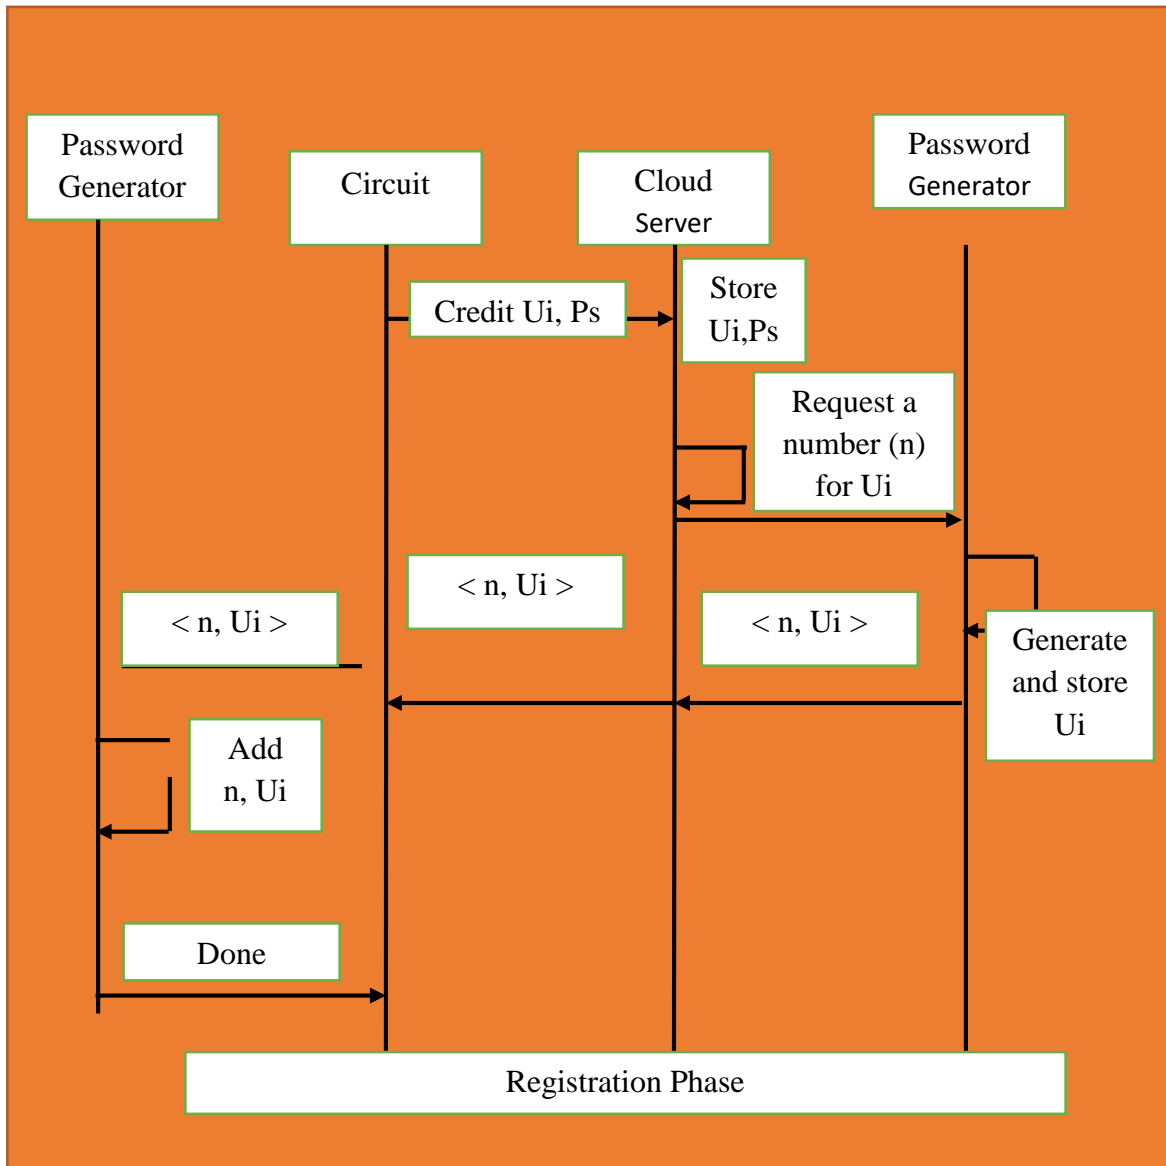 Password
Generator
Circuit
Cloud
Server
Password
Generator
Credit Ui, Ps
Store
Ui,Ps
Request a
number (n)
for Ui
< n, Ui >
< n, Ui >
< n, Ui >
Generate
and store
Ui
Add
n, Ui
Done
Registration Phase